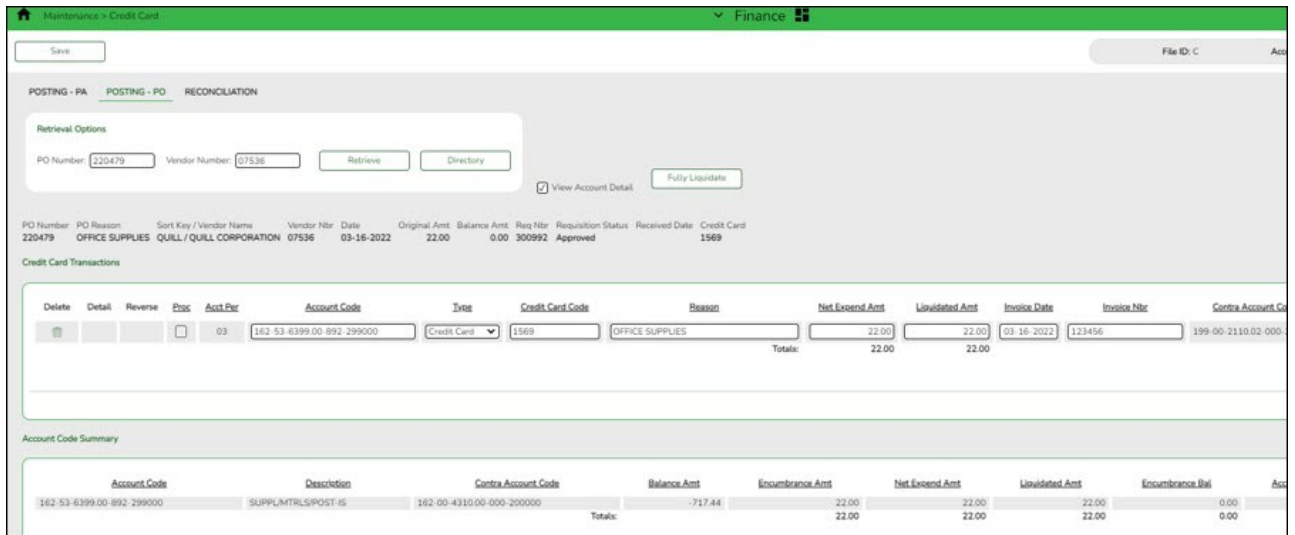 Maintenance > Credit Card Finance
Save File ID: C Acc
POSTING - PA POSTING - PO RECONCILIATION
Retrieval Options
PO Number: 220479 Vendor Number: 07536 Retrieve Directory
View Account Detail Fully Liquidate
PO Number PO Reason Sort Key / Vendor Name Vendor Nbr Date Original Amt Balance Amt Req Nbr Requisition Status Received Date Credit Card
220479 OFFICE SUPPLIES QUILL / QUILL CORPORATION 07536 03-16-2022 22.00 0.00 300992 Approved 1569
Credit Card Transactions
Delete Detail Reverse Proc Acct Per Account Code Type Credit Card Code Reason Net Expend Amt Liquidated Amt Invoice Date Invoice Nbr Contra Account Co
03 162-53-6399.00-892-299000 Credit Card 1569 OFFICE SUPPLIES 22.00 22.00 03-16-2022 123456 199-00-2110.02-000-
Totals: 22.00 22.00
Account Code Summary
Account Code Description Contra Account Code Balance Amt Encumbrance Amt Net Expend Amt Liquidated Amt Encumbrance Bal Acc
162-53-6399.00-892-299000 SUPPL/MTRLS/POST-IS 162-00-4310.00-000-200000 -717.44 22.00 22.00 22.00 0.00
Totals: 22.00 22.00 22.00 0.00